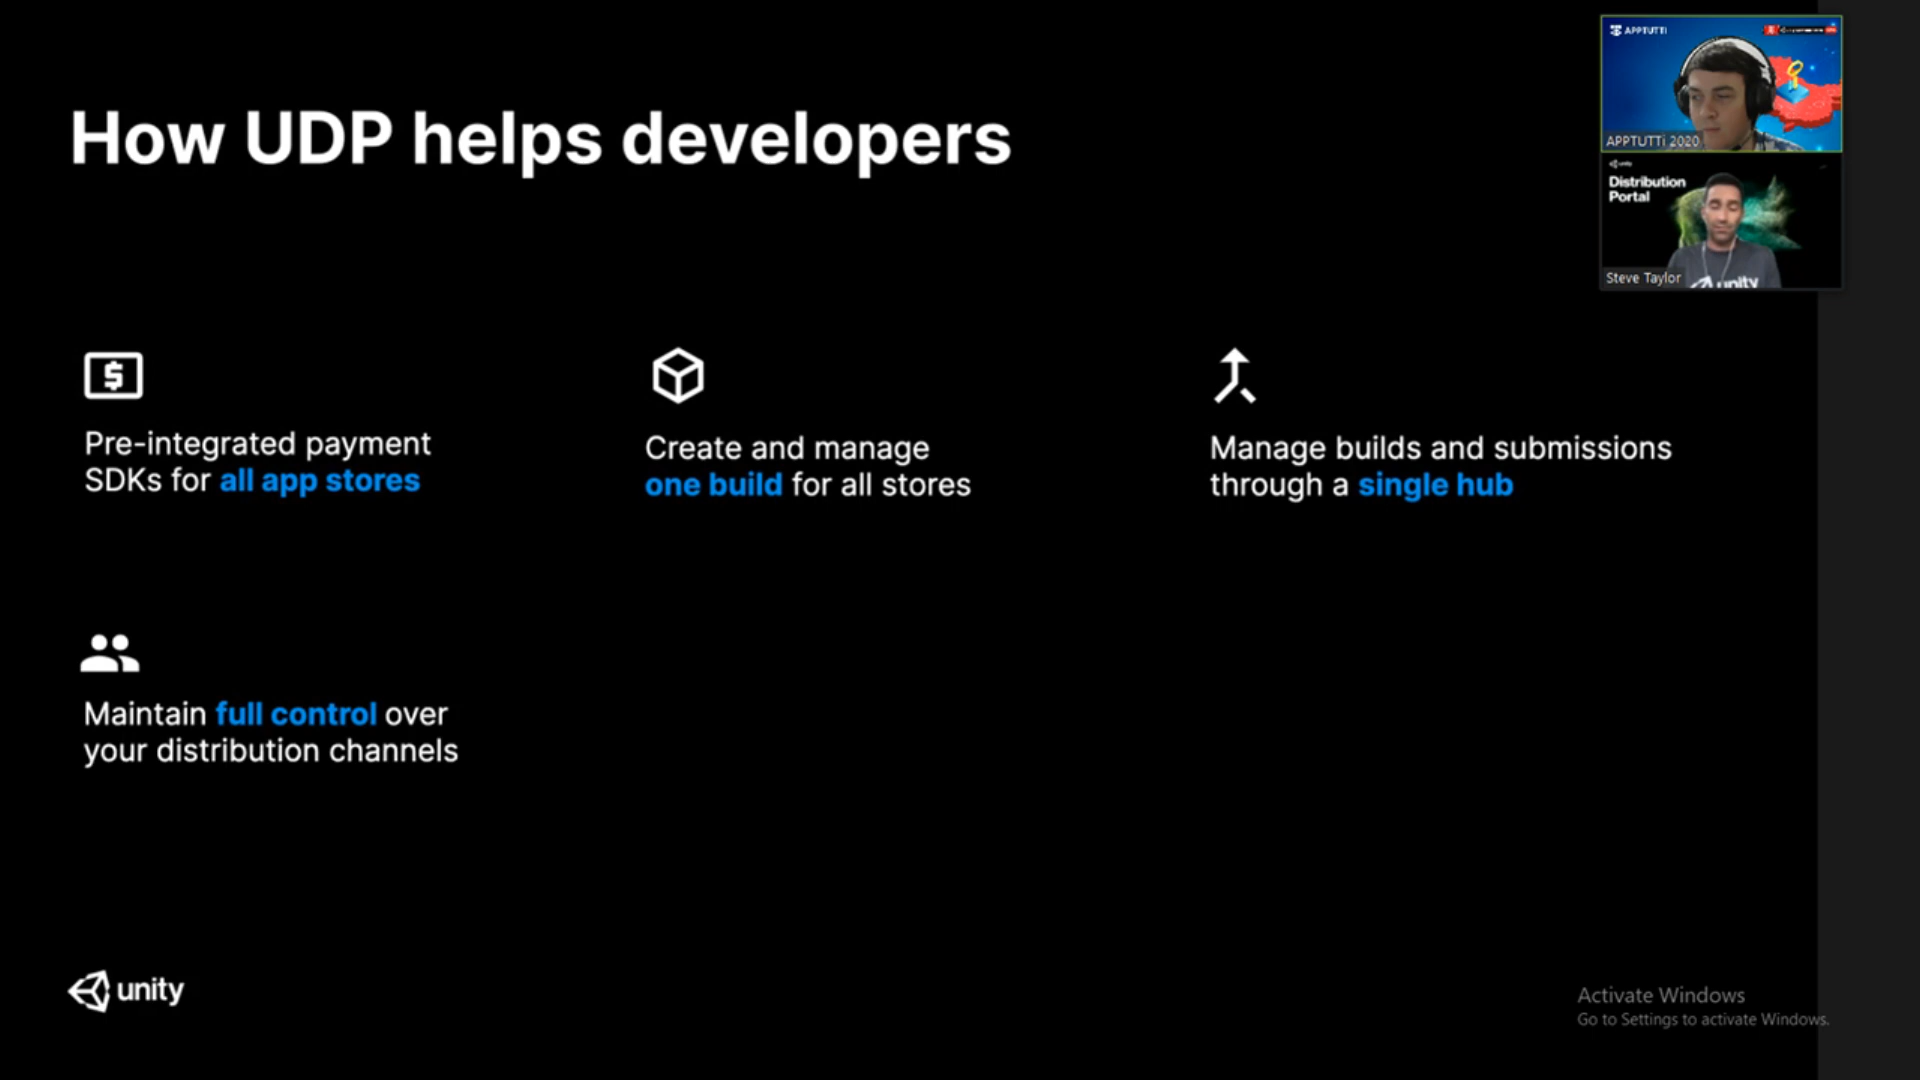 How UDP helps developers
Pre-integrated payment
SDKs for all app stores
Create and manage
one build for all stores
Manage builds and submissions
through a single hub
Maintain full control over
your distribution channels
unity
APPTUTTi
APPTUTTi 2020
unity
Distribution
Portal
unity
Steve Taylor
Activate Windows
Go to Settings to activate Windows.